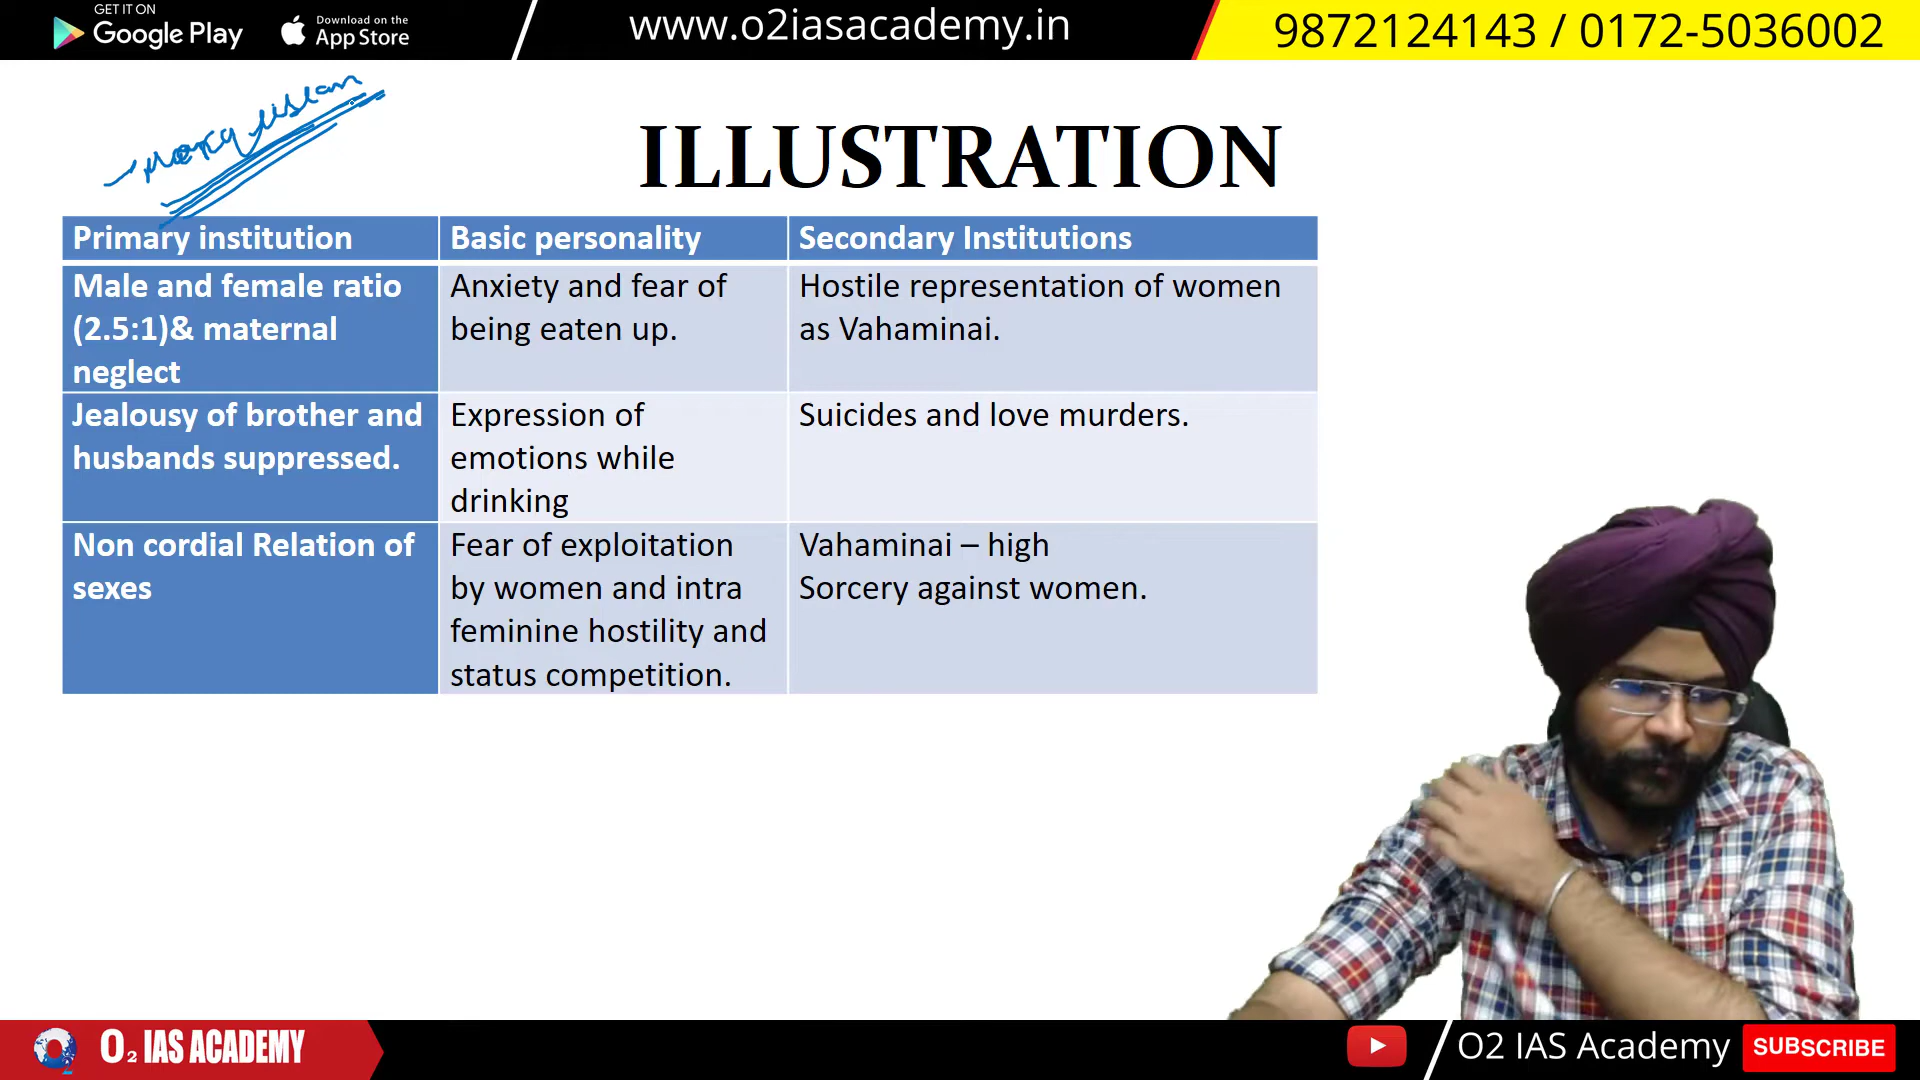 GET IT ON
Google Play
Download on the
App Store
www.o2iasacademy.in
9872124143 / 0172-5036002
ILLUSTRATION
Primary institution
Basic personality
Secondary Institutions
Male and female ratio
(2.5:1)& maternal
neglect
Anxiety and fear of
being eaten up.
Hostile representation of women
as Vahaminai.
Jealousy of brother and
husbands suppressed.
Expression of
emotions while
drinking
Suicides and love murders.
Non cordial Relation of
sexes
Fear of exploitation
by women and intra
feminine hostility and
status competition.
Vahaminai – high
Sorcery against women.
O2 IAS ACADEMY
O2 IAS Academy
SUBSCRIBE